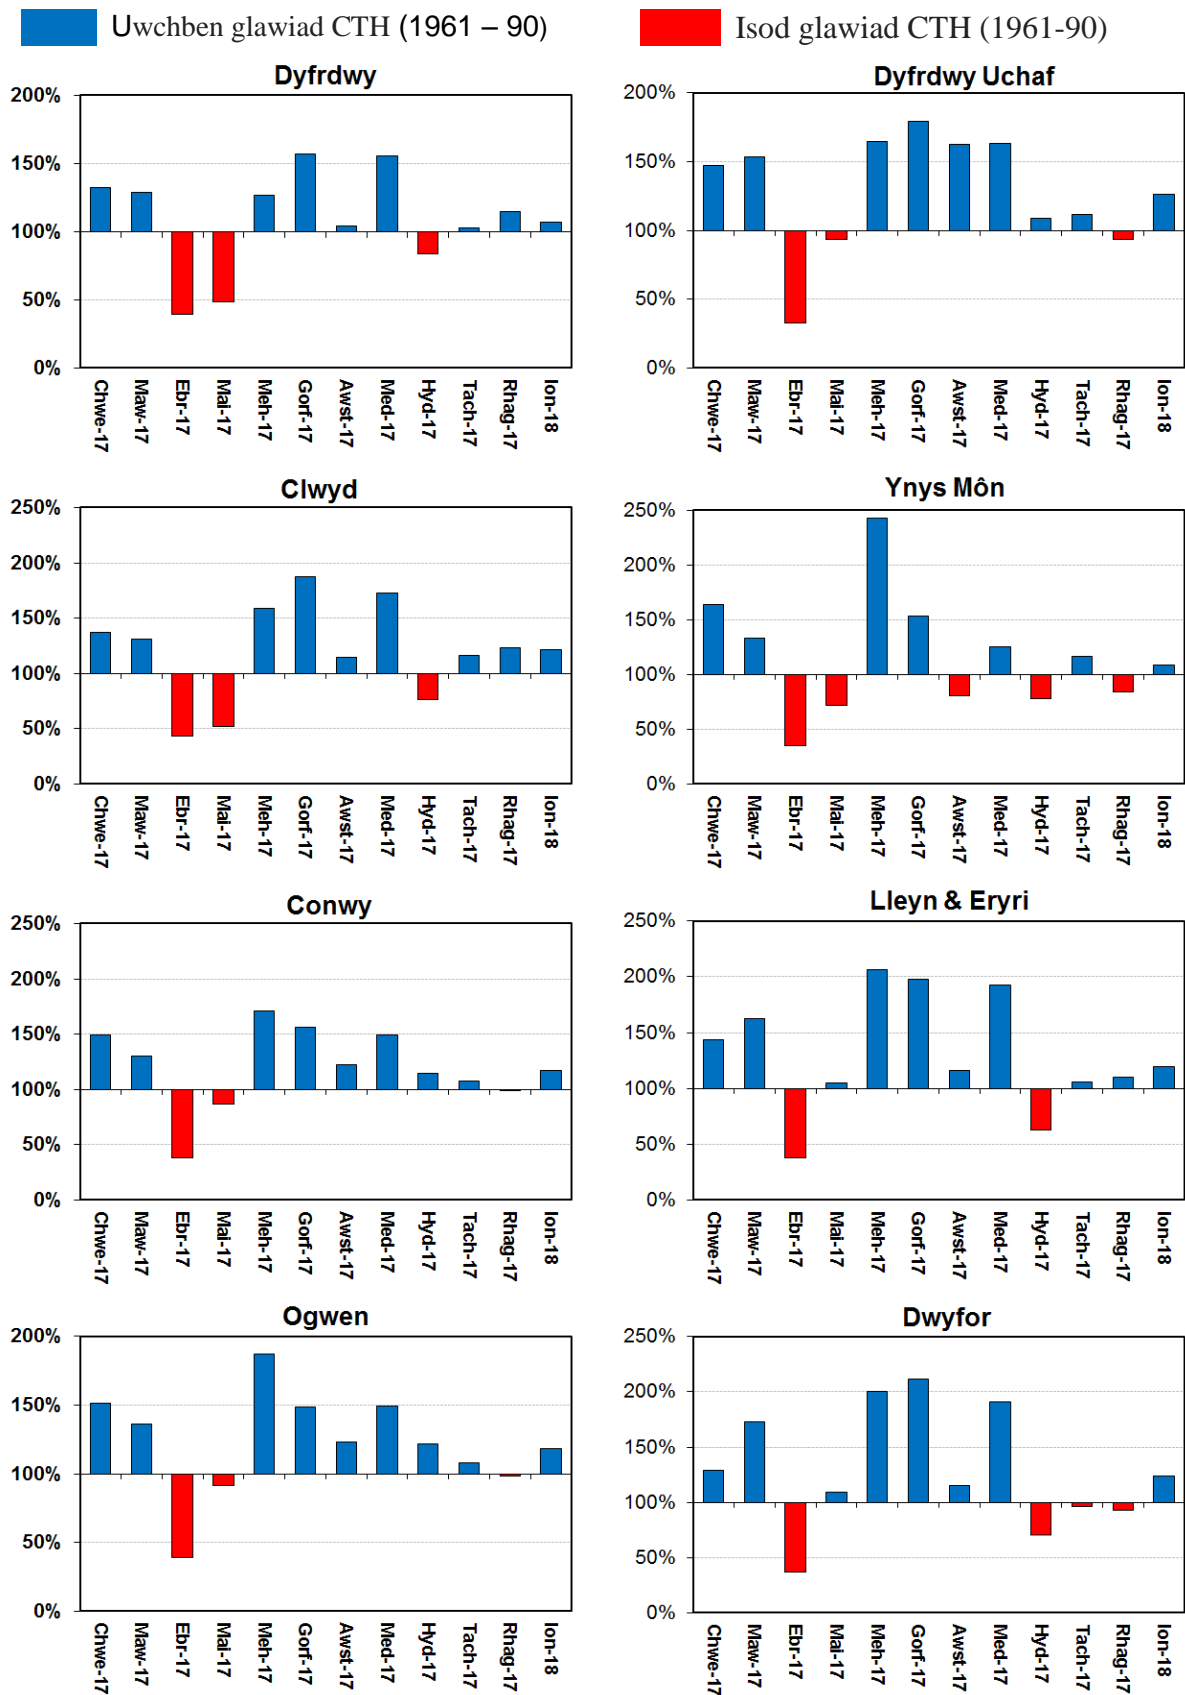 Uwchben glawiad CTH (1961 – 90)
Isod glawiad CTH (1961-90)
Dyfrdwy
200%
150%
100%
50%
0%
Chwe-17
Maw-17
Ebr-17
Mai-17
Meh-17
Gorf-17
Awst-17
Med-17
Hyd-17
Tach-17
Rhag-17
Ion-18
Dyfrdwy Uchaf
200%
150%
100%
50%
0%
Chwe-17
Maw-17
Ebr-17
Mai-17
Meh-17
Gorf-17
Awst-17
Med-17
Hyd-17
Tach-17
Rhag-17
Ion-18
Clwyd
250%
200%
150%
100%
50%
0%
Chwe-17
Maw-17
Ebr-17
Mai-17
Meh-17
Gorf-17
Awst-17
Med-17
Hyd-17
Tach-17
Rhag-17
Ion-18
Ynys Môn
250%
200%
150%
100%
50%
0%
Chwe-17
Maw-17
Ebr-17
Mai-17
Meh-17
Gorf-17
Awst-17
Med-17
Hyd-17
Tach-17
Rhag-17
Ion-18
Conwy
250%
200%
150%
100%
50%
0%
Chwe-17
Maw-17
Ebr-17
Mai-17
Meh-17
Gorf-17
Awst-17
Med-17
Hyd-17
Tach-17
Rhag-17
Ion-18
Lleyn & Eryri
250%
200%
150%
100%
50%
0%
Chwe-17
Maw-17
Ebr-17
Mai-17
Meh-17
Gorf-17
Awst-17
Med-17
Hyd-17
Tach-17
Rhag-17
Ion-18
Ogwen
200%
150%
100%
50%
0%
Chwe-17
Maw-17
Ebr-17
Mai-17
Meh-17
Gorf-17
Awst-17
Med-17
Hyd-17
Tach-17
Rhag-17
Ion-18
Dwyfor
250%
200%
150%
100%
50%
0%
Chwe-17
Maw-17
Ebr-17
Mai-17
Meh-17
Gorf-17
Awst-17
Med-17
Hyd-17
Tach-17
Rhag-17
Ion-18